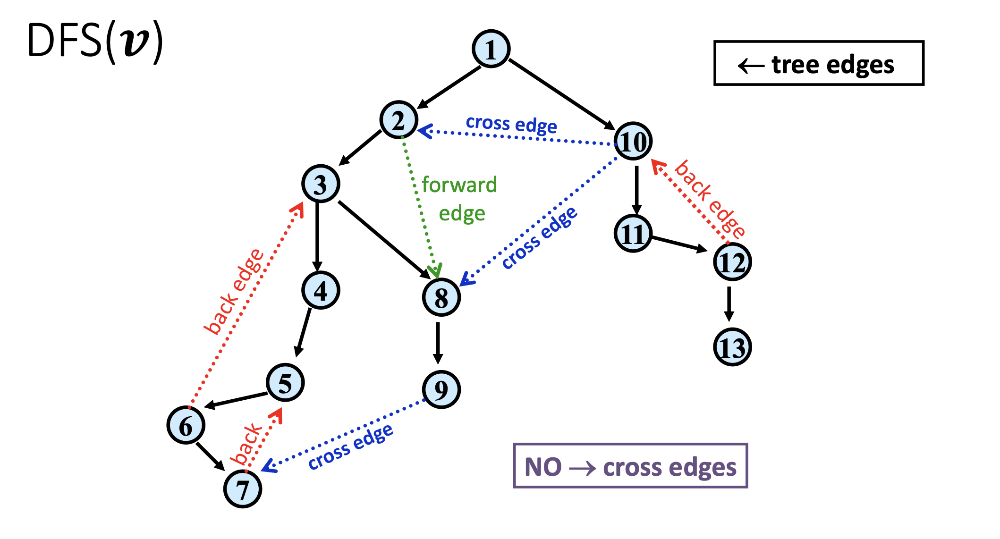 DFS(v)
1
← tree edges
2
cross edge
10
3
forward
edge
back edge
cross edge
11
12
back edge
4
8
13
5
9
6
back
cross edge
NO → cross edges
7